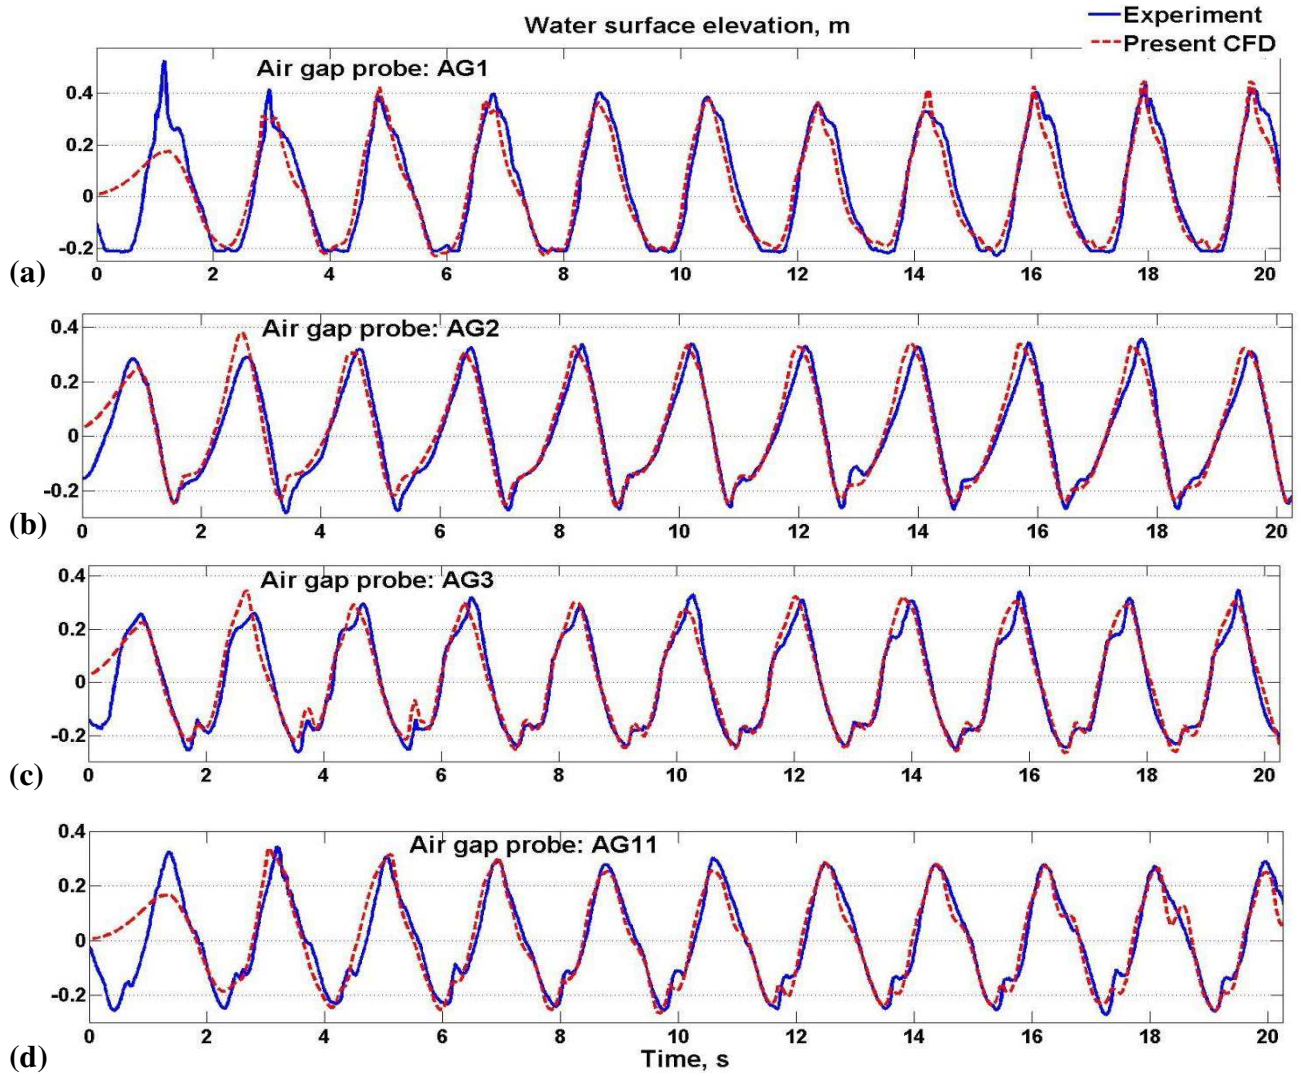 Water surface elevation, m
Experiment
Present CFD
Air gap probe: AG1
0.4
0.2
0
-0.2
(a)
0 2 4 6 8 10 12 14 16 18 20
Air gap probe: AG2
0.4
0.2
0
-0.2
(b)
0 2 4 6 8 10 12 14 16 18 20
Air gap probe: AG3
0.4
0.2
0
-0.2
(c)
0 2 4 6 8 10 12 14 16 18 20
Air gap probe: AG11
0.4
0.2
0
-0.2
0 2 4 6 8 10 12 14 16 18 20
(d)
Time, s